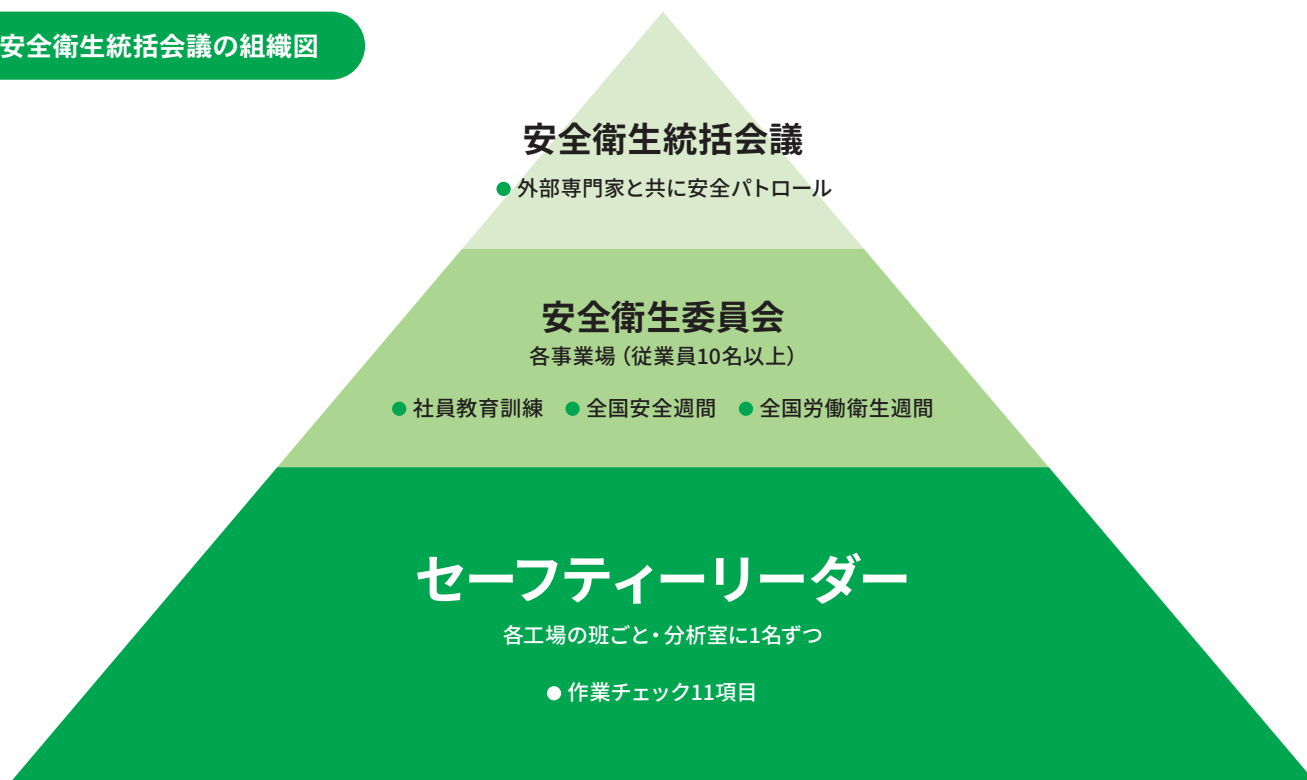 安全衛生統括会議の組織図
安全衛生統括会議
● 外部専門家と共に安全パトロール
安全衛生委員会
各事業場（従業員10名以上）
● 社員教育訓練 ● 全国安全週間 ● 全国労働衛生週間
セーフティーリーダー
各工場の班ごと・分析室に1名ずつ
● 作業チェック11項目